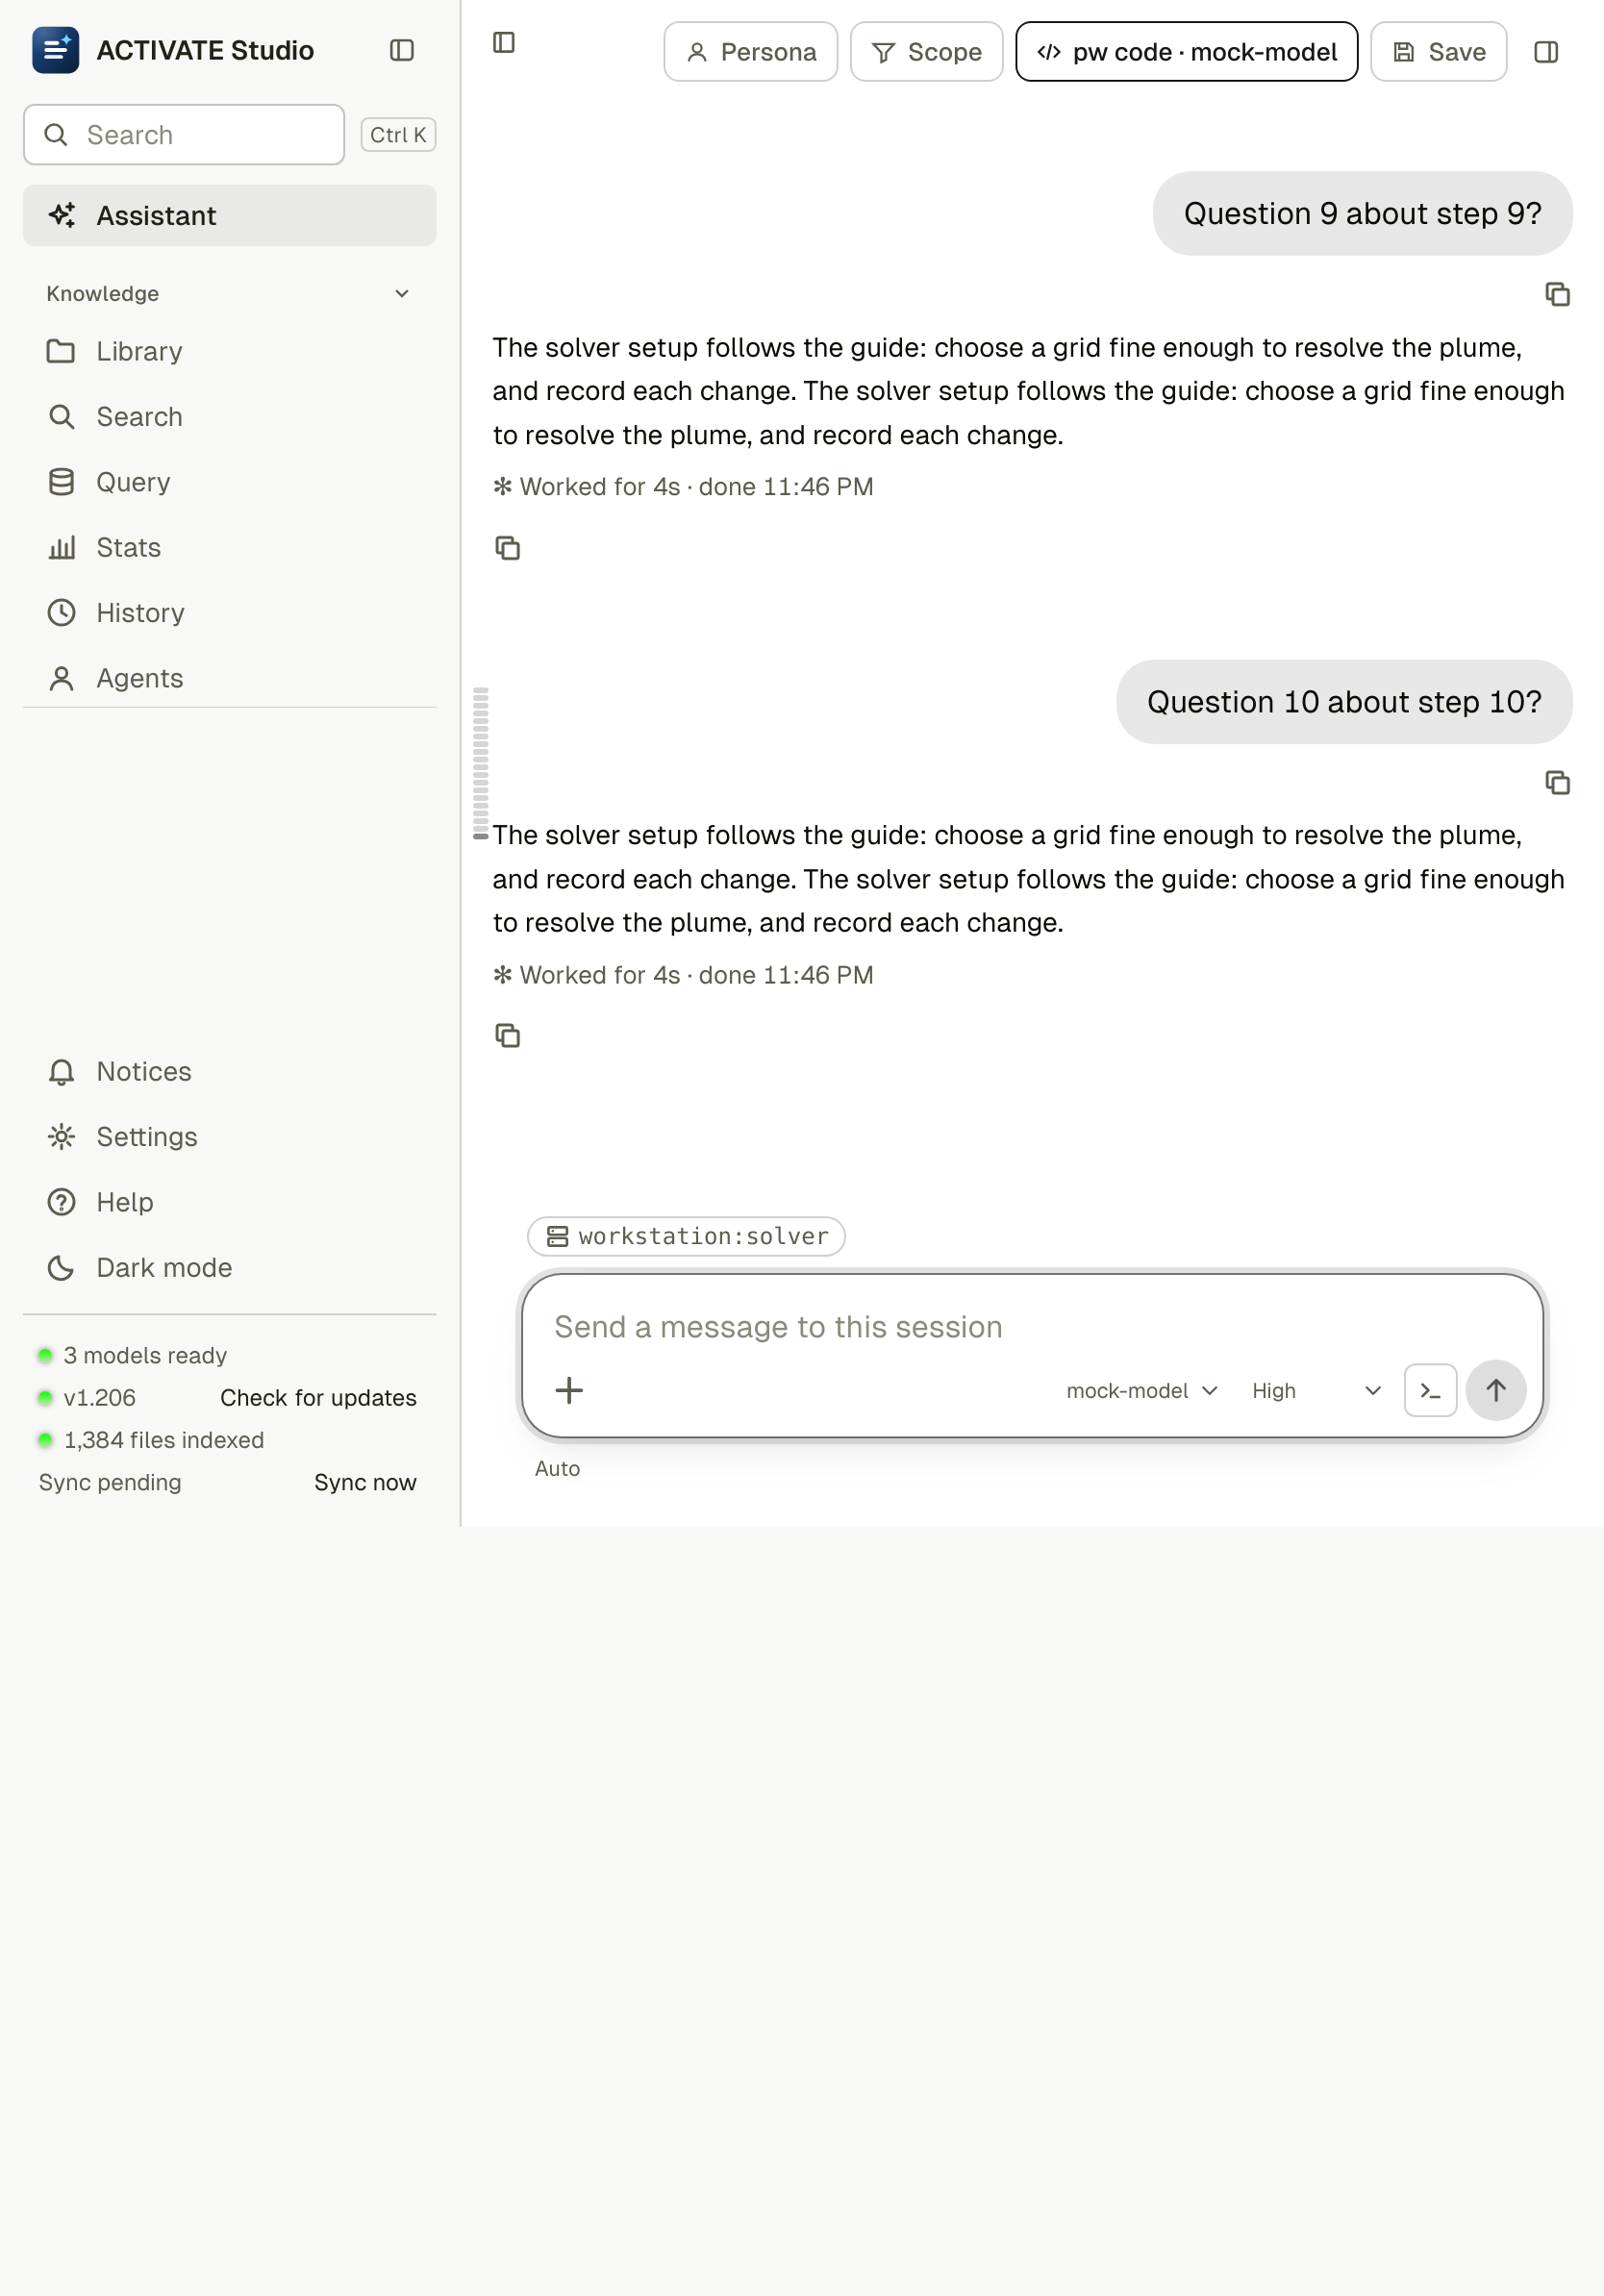 ACTIVATE Studio
Search
Ctrl K
Assistant
Knowledge
Library
Search
Query
Stats
History
Agents
Notices
Settings
Help
Dark mode
3 models ready
v1.206
Check for updates
1,384 files indexed
Sync pending
Sync now
Persona
Scope
pw code · mock-model
Save
Question 9 about step 9?
The solver setup follows the guide: choose a grid fine enough to resolve the plume,
and record each change. The solver setup follows the guide: choose a grid fine enough
to resolve the plume, and record each change.
✻ Worked for 4s · done 11:46 PM
Question 10 about step 10?
The solver setup follows the guide: choose a grid fine enough to resolve the plume,
and record each change. The solver setup follows the guide: choose a grid fine enough
to resolve the plume, and record each change.
✻ Worked for 4s · done 11:46 PM
workstation:solver
Send a message to this session
mock-model
High
Auto